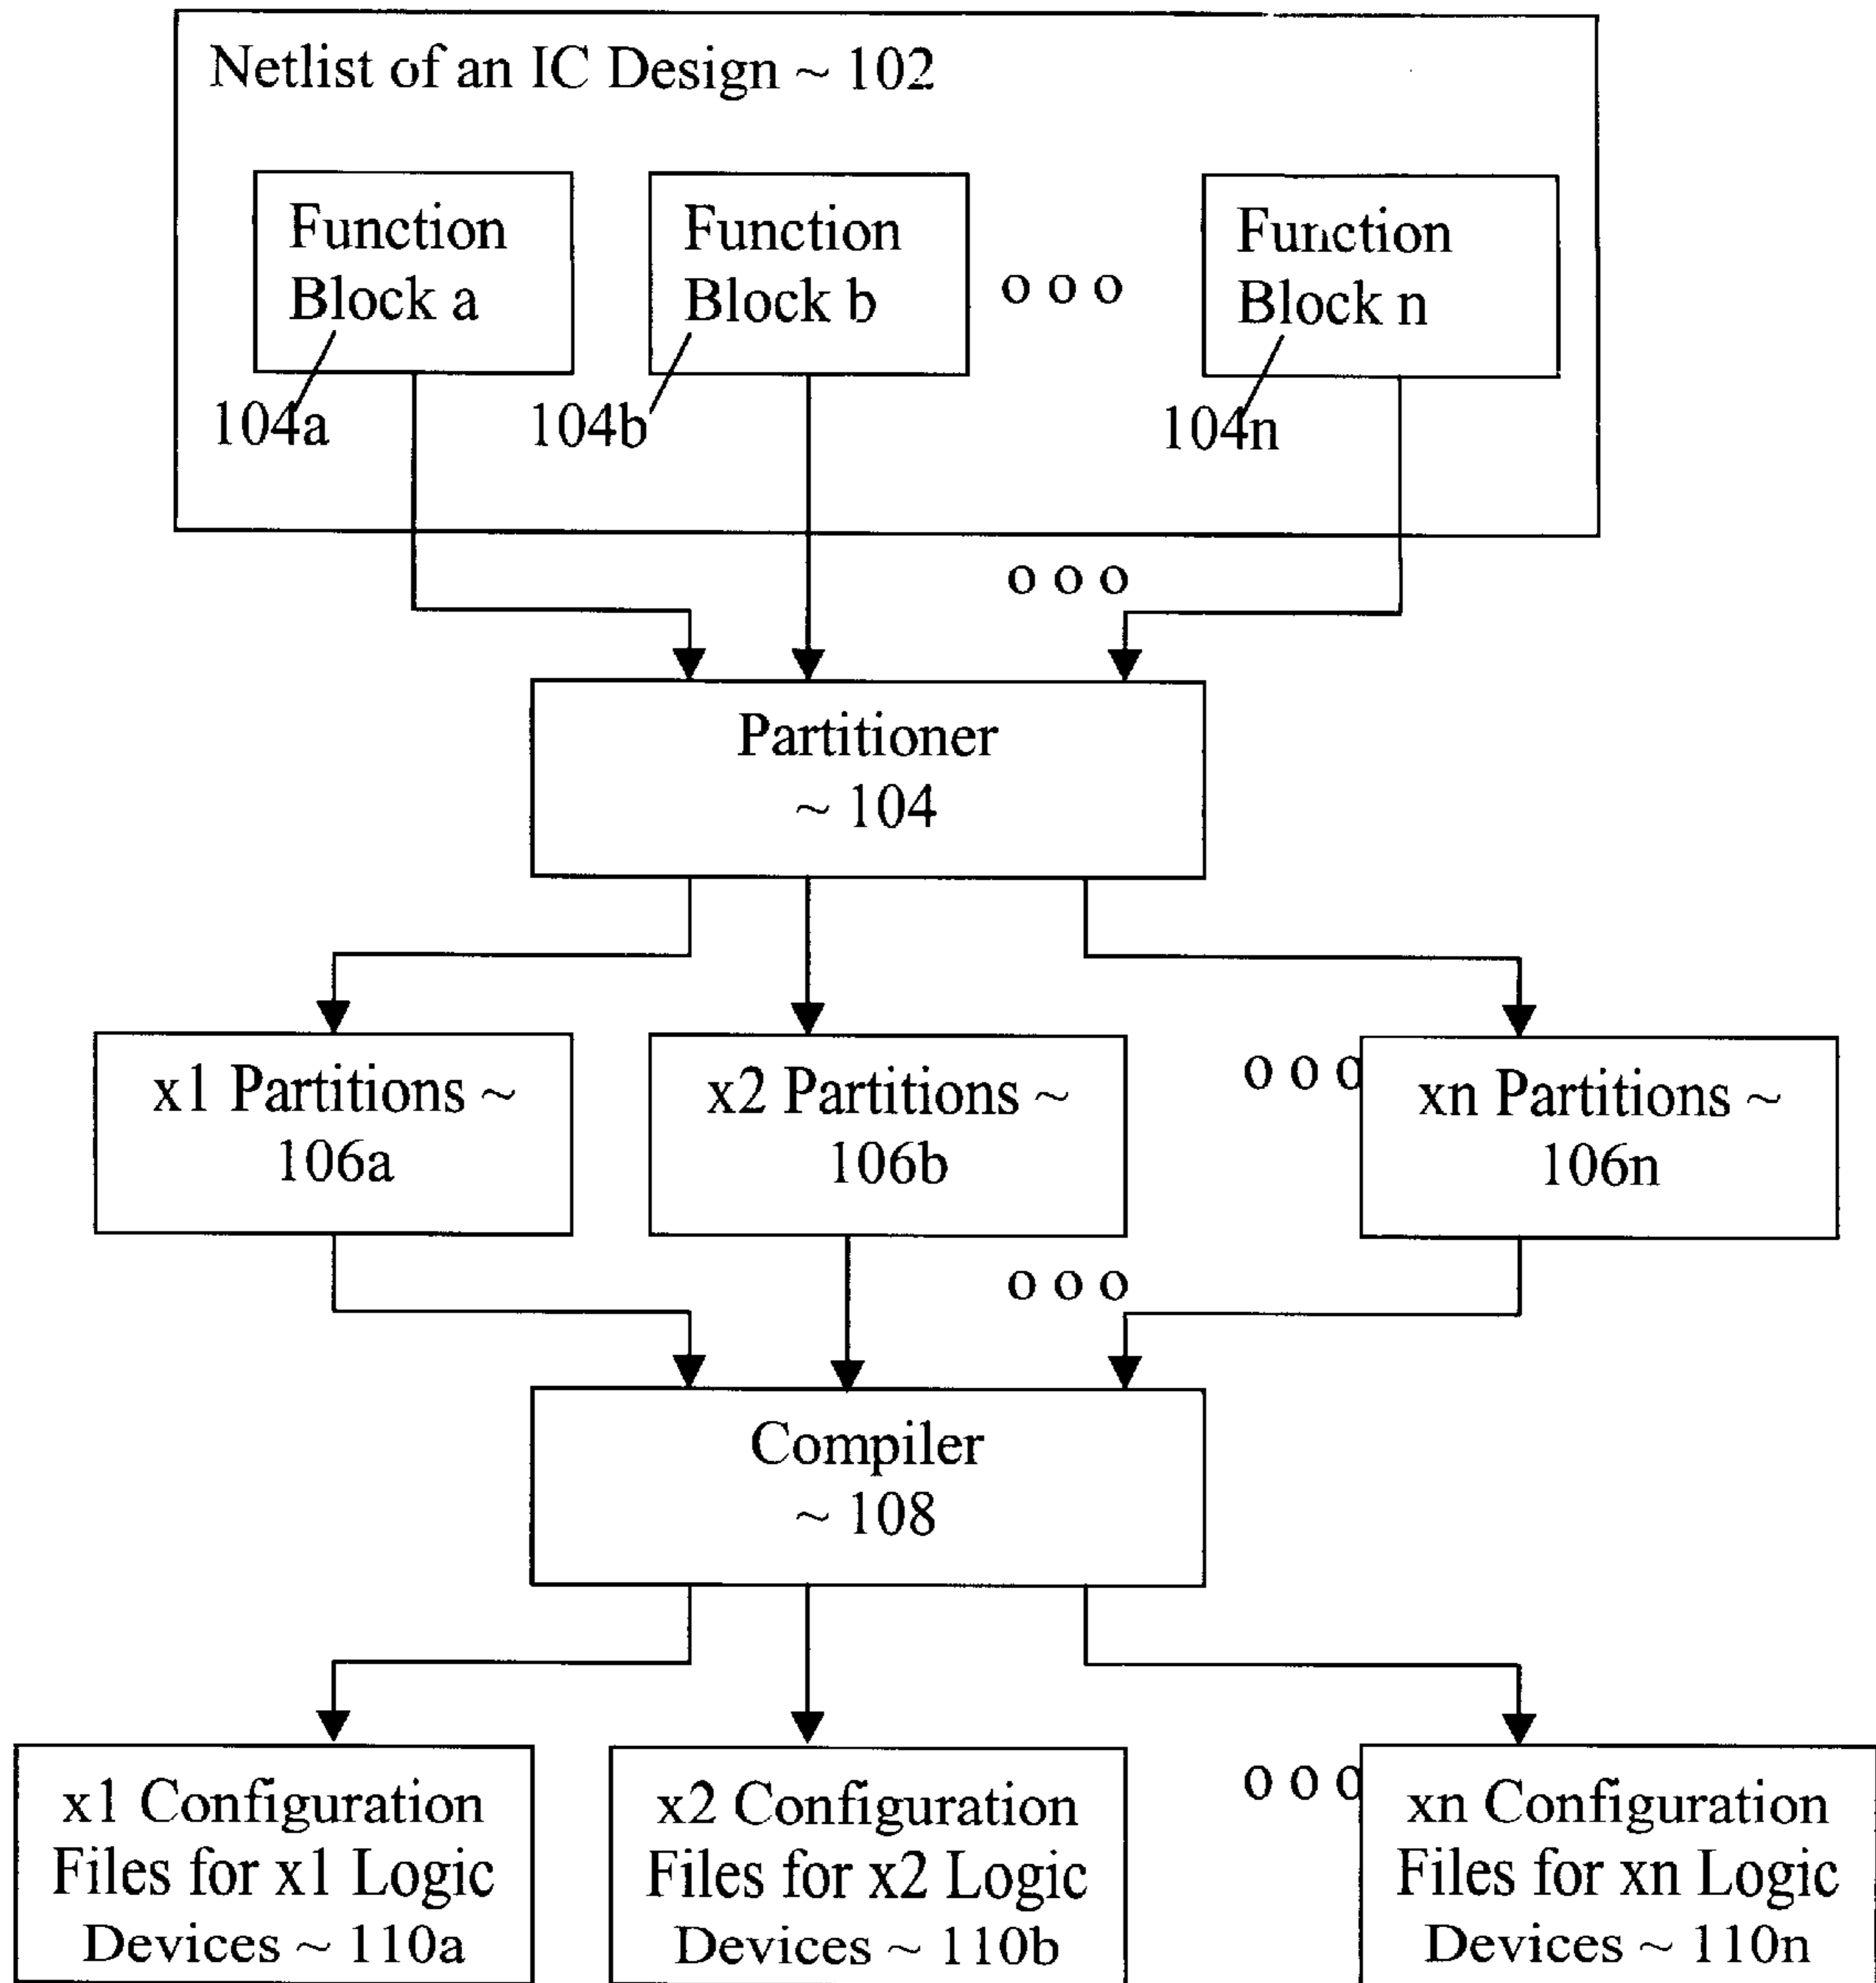 Netlist of an IC Design ~ 102
Function
Block a
Function
Block b
o o o
Function
Block n
104a
104b
104n
o o o
Partitioner
~ 104
x1 Partitions ~
106a
x2 Partitions ~
106b
o o o
xn Partitions ~
106n
o o o
Compiler
~ 108
x1 Configuration
Files for x1 Logic
Devices ~ 110a
x2 Configuration
Files for x2 Logic
Devices ~ 110b
o o o
xn Configuration
Files for xn Logic
Devices ~ 110n